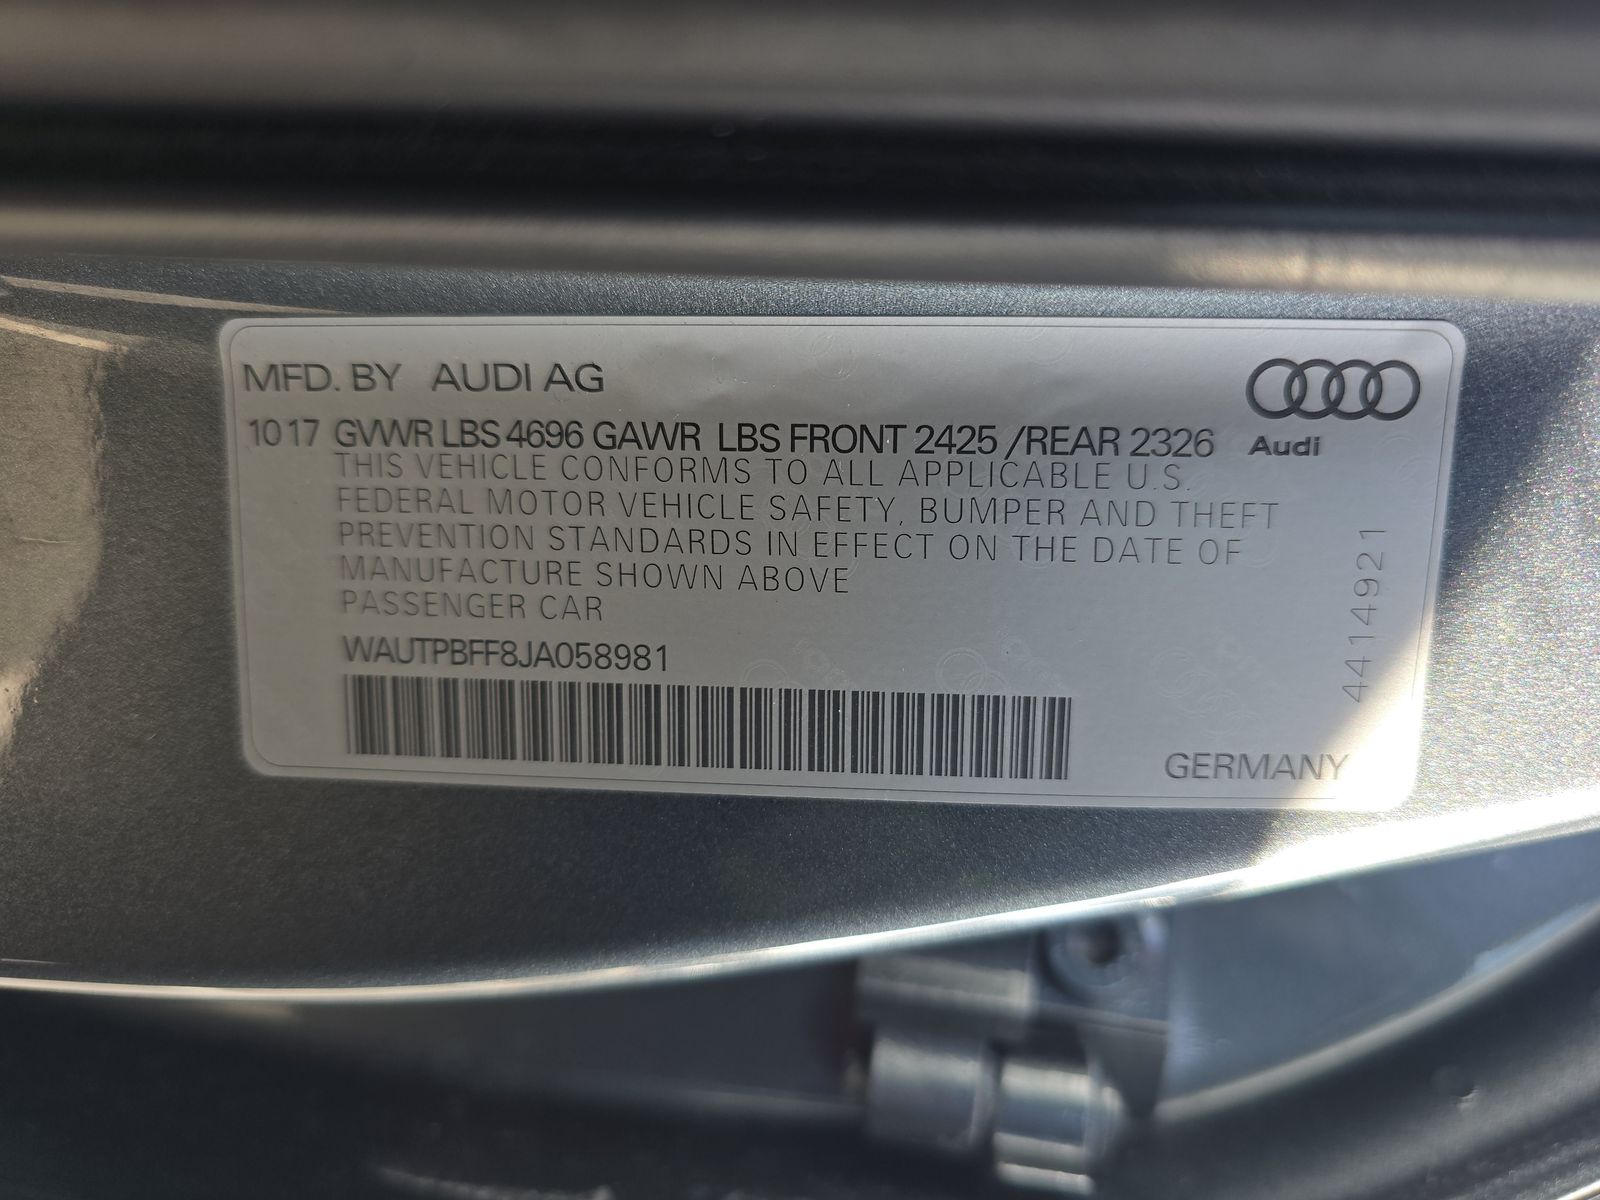 MFD. BY AUDI AG
10 17 GVWR LBS 4696 GAWR LBS FRONT 2425 /REAR 2326
Audi
THIS VEHICLE CONFORMS TO ALL APPLICABLE U.S.
FEDERAL MOTOR VEHICLE SAFETY, BUMPER AND THEFT
PREVENTION STANDARDS IN EFFECT ON THE DATE OF
MANUFACTURE SHOWN ABOVE
PASSENGER CAR
WAUTPBFF8JA058981
4414921
GERMANY